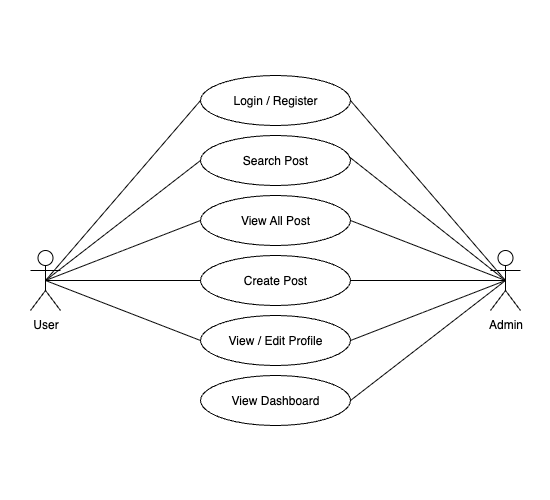 Login / Register
Search Post
View All Post
Create Post
View / Edit Profile
View Dashboard
User
Admin